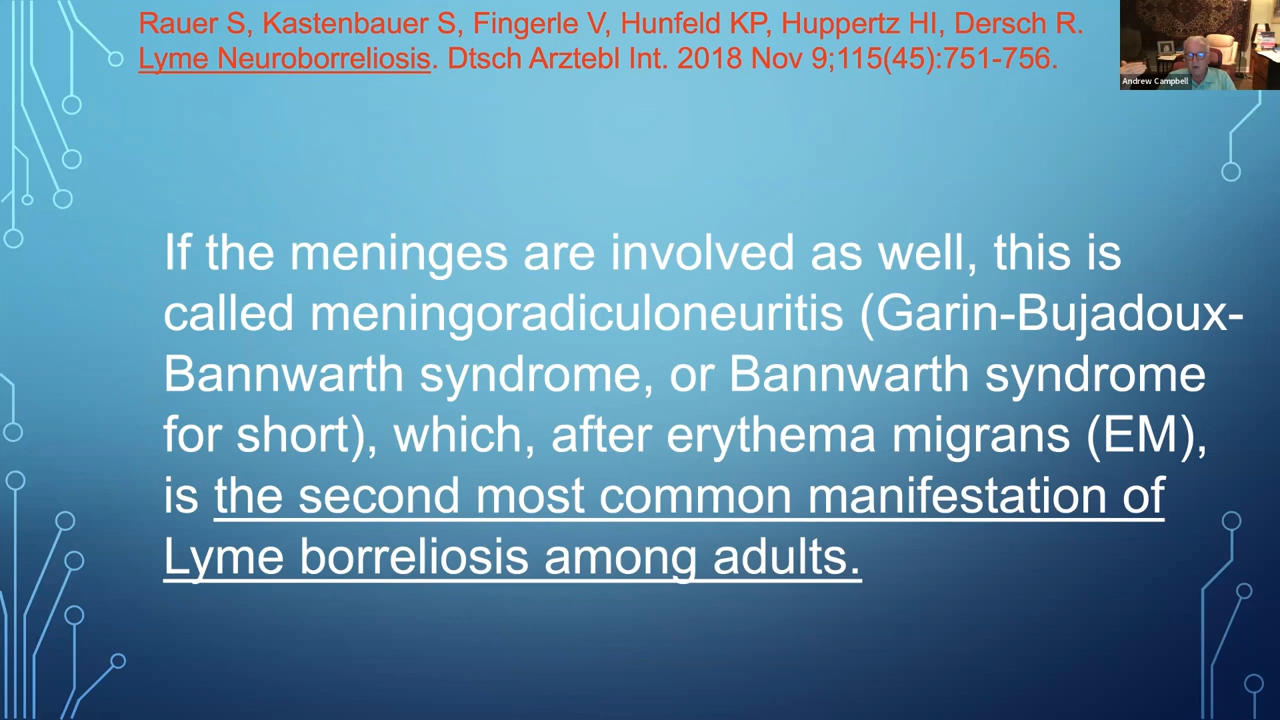 Rauer S, Kastenbauer S, Fingerle V, Hunfeld KP, Huppertz HI, Dersch R.
Lyme Neuroborreliosis. Dtsch Arztebl Int. 2018 Nov 9;115(45):751-756.
Andrew Campbell
If the meninges are involved as well, this is
called meningoradiculoneuritis (Garin-Bujadoux-
Bannwarth syndrome, or Bannwarth syndrome
for short), which, after erythema migrans (EM),
is the second most common manifestation of
Lyme borreliosis among adults.